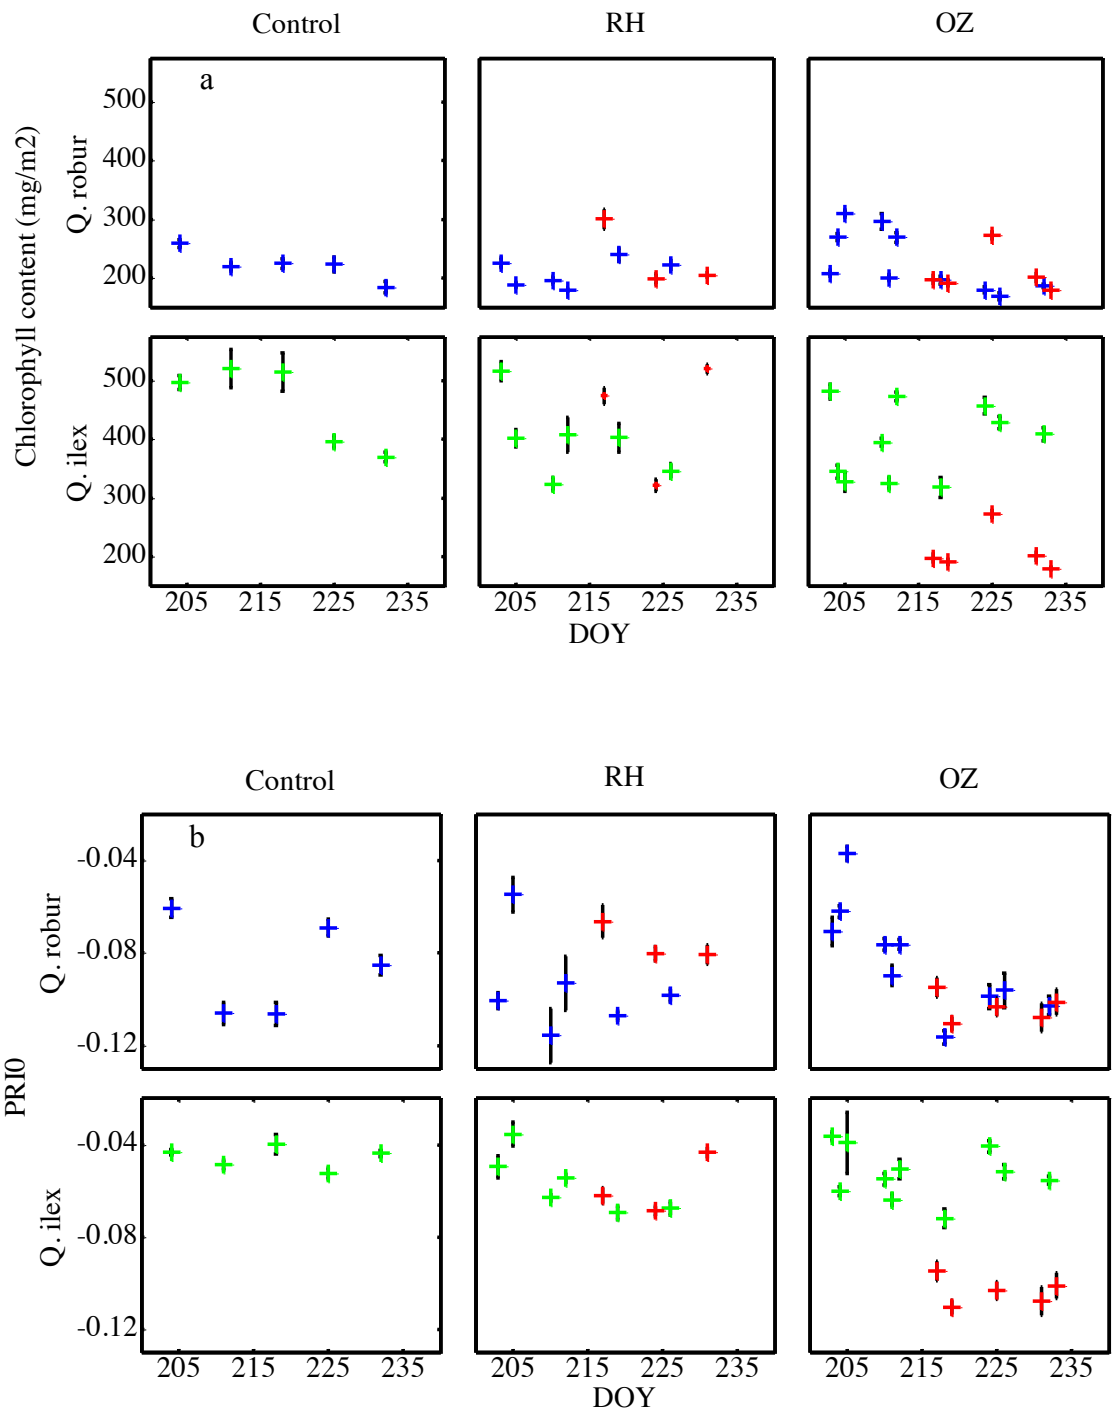 Control RH OZ
a
Chlorophyll content (mg/m2)
Q. robur
500
400
300
200
Q. ilex
500
400
300
200
205 215 225 235 205 215 225 235 205 215 225 235
DOY
Control RH OZ
b
PRI0
Q. robur
-0.04
-0.08
-0.12
Q. ilex
-0.04
-0.08
-0.12
205 215 225 235 205 215 225 235 205 215 225 235
DOY